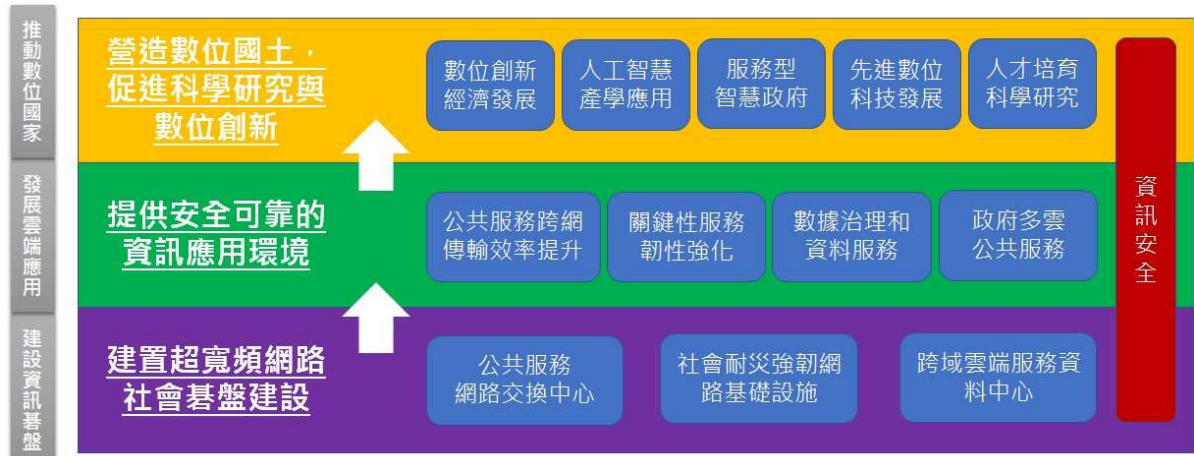 推動數位國家
營造數位國土，
促進科學研究與
數位創新
數位創新
經濟發展
人工智慧
產學應用
服務型
智慧政府
先進數位
科技發展
人才培育
科學研究
發展雲端應用
提供安全可靠的
資訊應用環境
公共服務跨網
傳輸效率提升
關鍵性服務
韌性強化
數據治理和
資料服務
政府多雲
公共服務
建設資訊碁盤
建置超寬頻網路
社會碁盤建設
公共服務
網路交換中心
社會耐災強韌網
路基礎設施
跨域雲端服務資
料中心
資訊安全